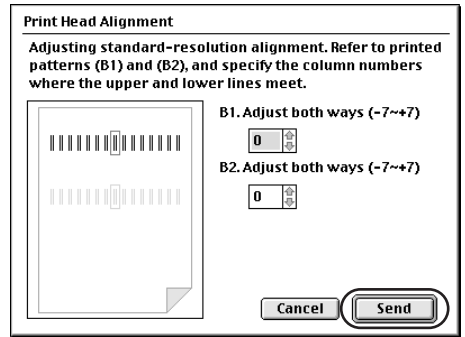 Print Head Alignment
Adjusting standard-resolution alignment. Refer to printed
patterns (B1) and (B2), and specify the column numbers
where the upper and lower lines meet.
B1. Adjust both ways (-7~+7)
0
B2. Adjust both ways (-7~+7)
0
Cancel Send